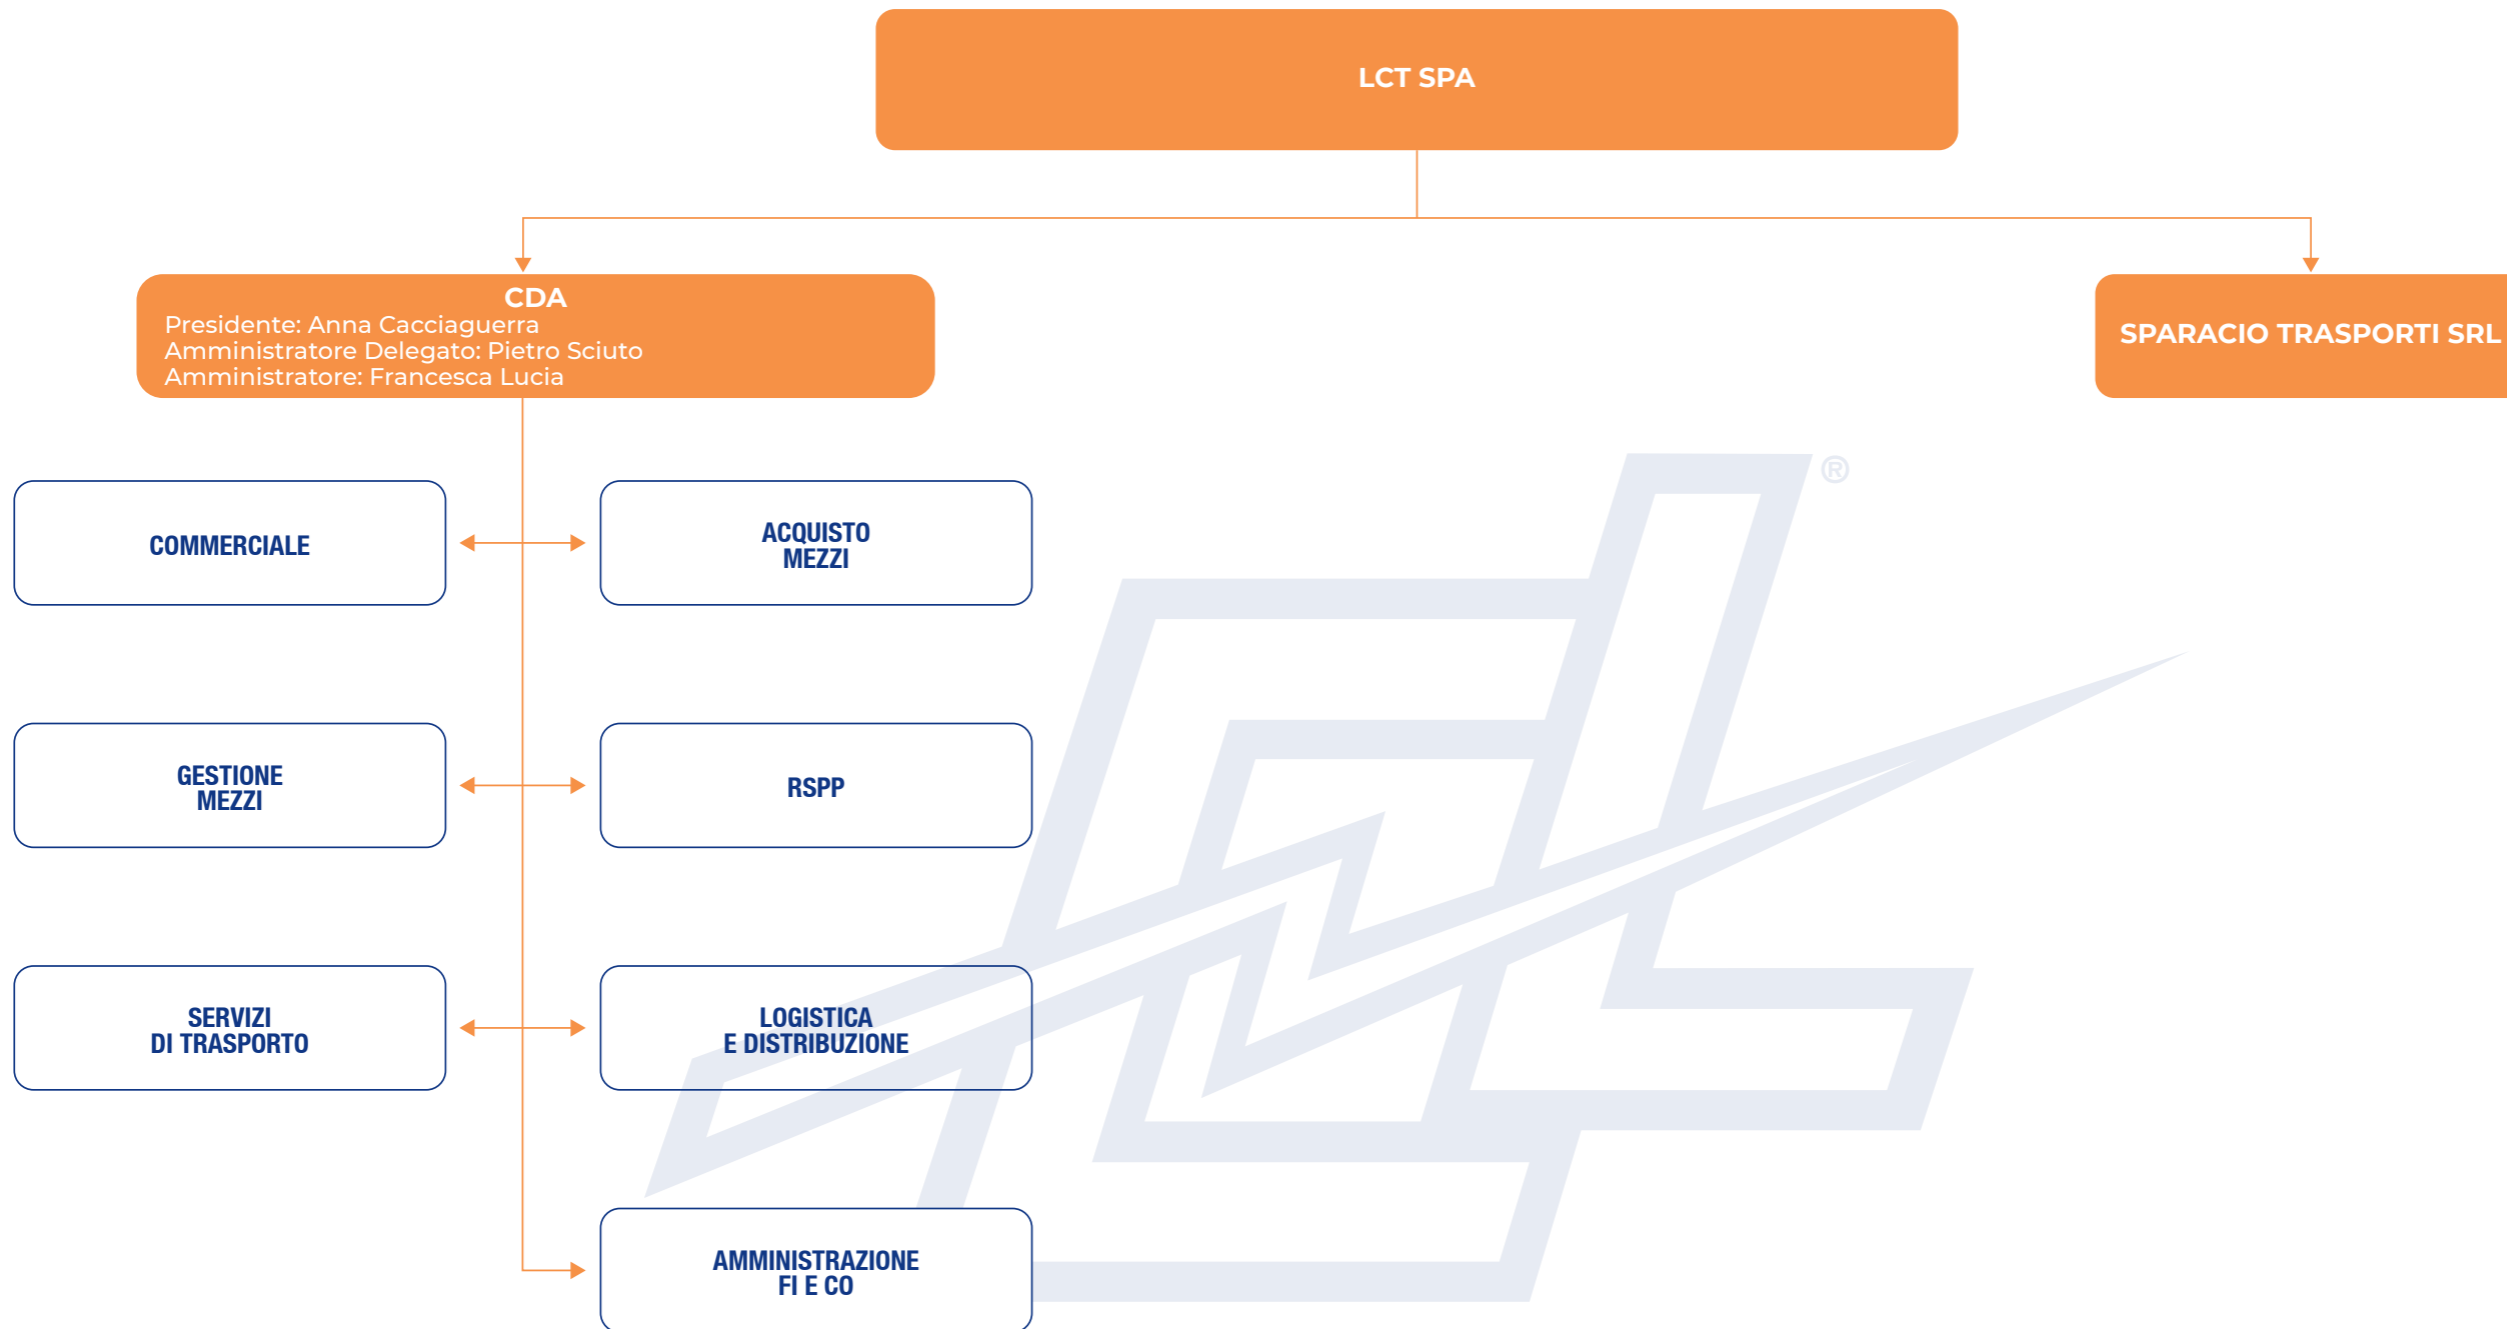 LCT SPA
CDA
Presidente: Anna Cacciaguerra
Amministratore Delegato: Pietro Sciuto
Amministratore: Francesca Lucia
SPARACIO TRASPORTI SRL
®
COMMERCIALE
ACQUISTO
MEZZI
GESTIONE
MEZZI
RSPP
SERVIZI
DI TRASPORTO
LOGISTICA
E DISTRIBUZIONE
AMMINISTRAZIONE
FI E CO